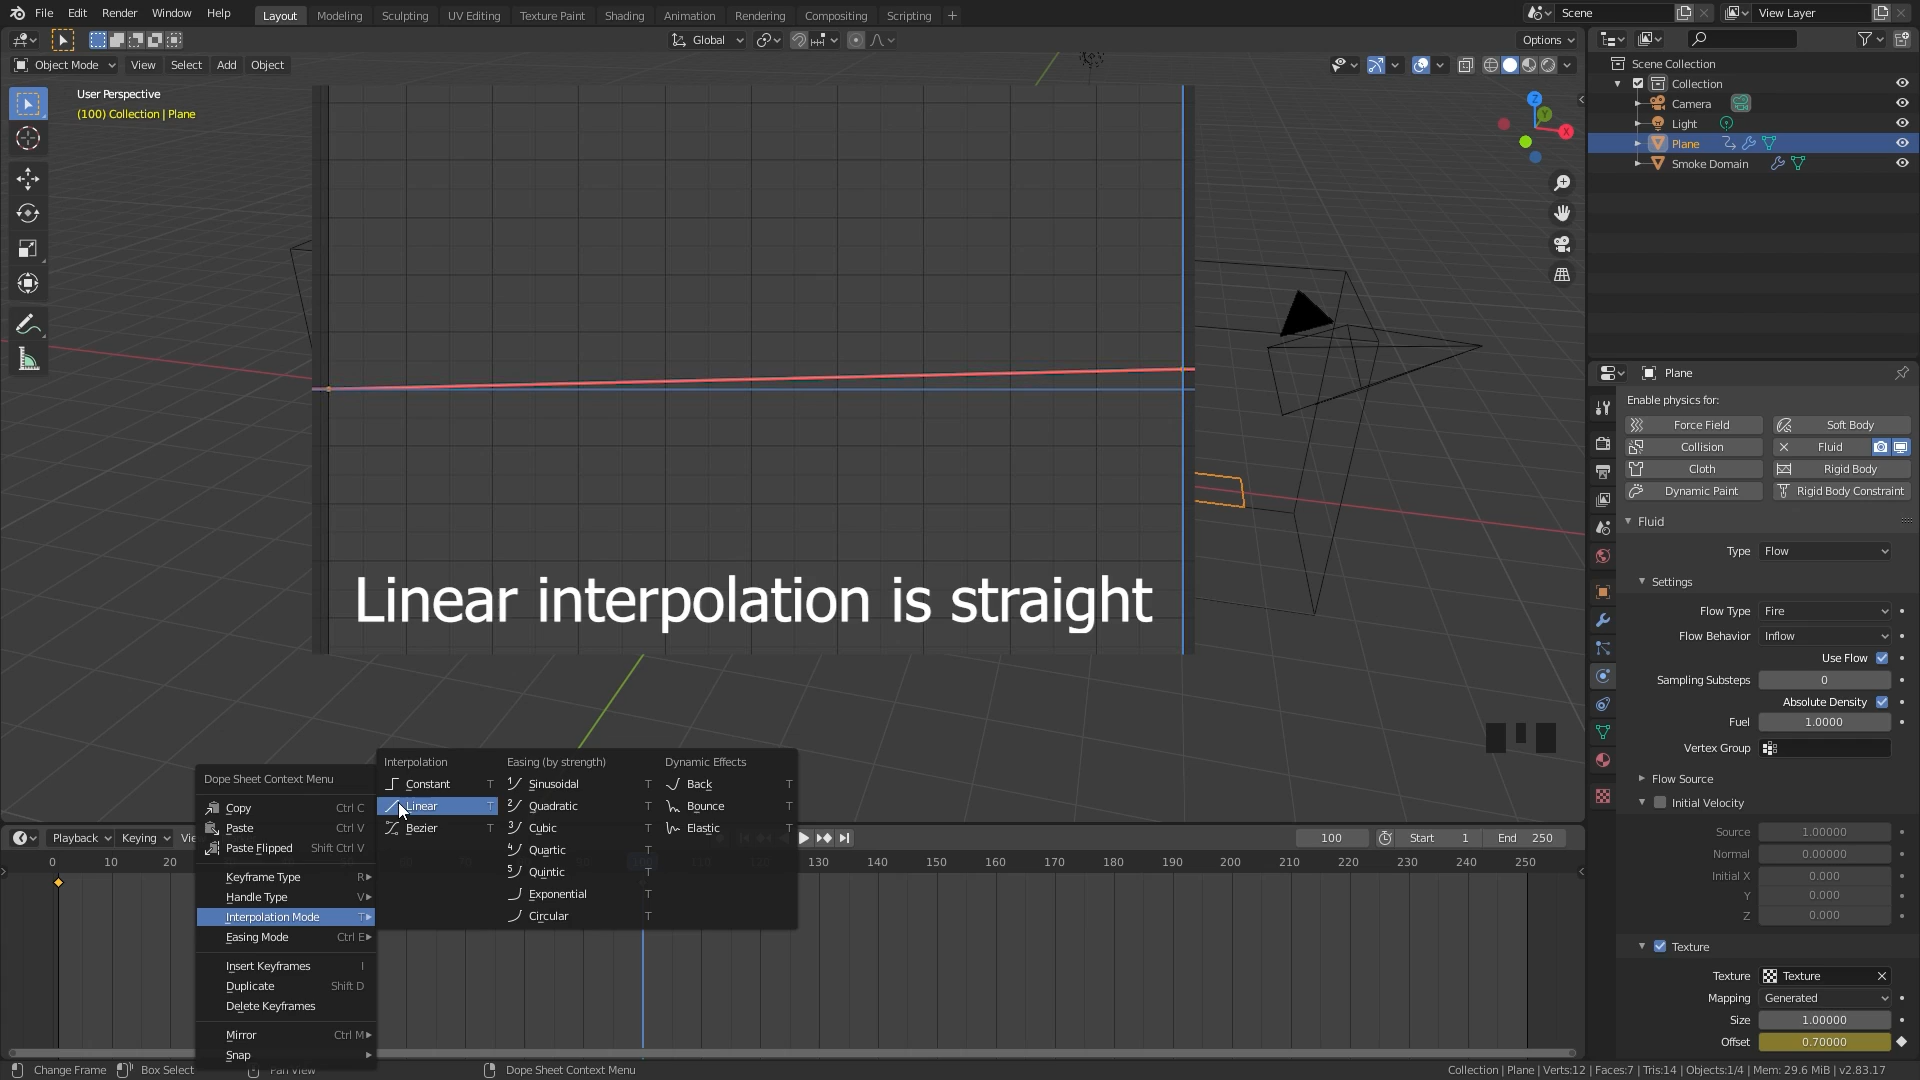 File Edit Render Window Help Layout Modeling Sculpting UV Editing Texture Paint Shading Animation Rendering Compositing Scripting + Scene View Layer
Global Options
Object Mode View Select Add Object
User Perspective
(100) Collection | Plane
Z
Y
X
Scene Collection
Collection
Camera
Light
Plane
Smoke Domain
Plane
Enable physics for:
Force Field Soft Body
Collision Fluid
Cloth Rigid Body
Dynamic Paint Rigid Body Constraint
Fluid
Type Flow
Settings
Flow Type Fire
Flow Behavior Inflow
Use Flow
Sampling Substeps 0
Absolute Density
Fuel 1.0000
Vertex Group
Flow Source
Initial Velocity
Source 1.00000
Normal 0.00000
Initial X 0.000
Y 0.000
Z 0.000
Texture
Texture Texture
Mapping Generated
Size 1.00000
Offset 0.70000
Linear interpolation is straight
Dope Sheet Context Menu
Copy Ctrl C
Paste Ctrl V
Paste Flipped Shift Ctrl V
Keyframe Type R
Handle Type V
Interpolation Mode T
Easing Mode Ctrl E
Insert Keyframes I
Duplicate Shift D
Delete Keyframes
Mirror Ctrl M
Snap
Interpolation
Constant T
Linear T
Bezier T
Easing (by strength)
Sinusoidal T
Quadratic
Cubic
Quartic T
Quintic T
Exponential T
Circular T
Dynamic Effects
Back T
Bounce T
Elastic T
Playback Keying 100 Start 1 End 250
0 10 20 130 140 150 160 170 180 190 200 210 220 230 240 250
Change Frame Box Select Pan View Dope Sheet Context Menu Collection | Plane | Verts:12 | Faces:7 | Tris:14 | Objects:1/4 | Mem: 29.6 MiB | v2.83.17